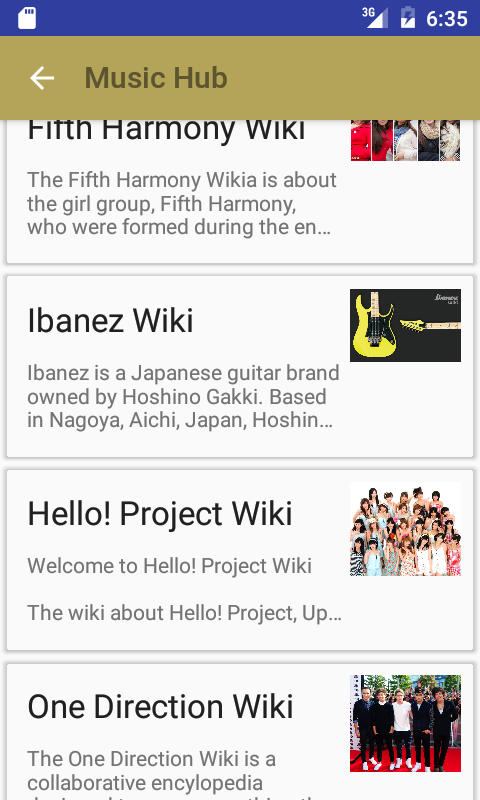 3G
6:35
Music Hub
Fifth Harmony Wiki
The Fifth Harmony Wikia is about
the girl group, Fifth Harmony,
who were formed during the en...
Ibanez Wiki
Ibanez is a Japanese guitar brand
owned by Hoshino Gakki. Based
in Nagoya, Aichi, Japan, Hoshin...
Hello! Project Wiki
Welcome to Hello! Project Wiki
The wiki about Hello! Project, Up...
One Direction Wiki
The One Direction Wiki is a
collaborative encylopedia